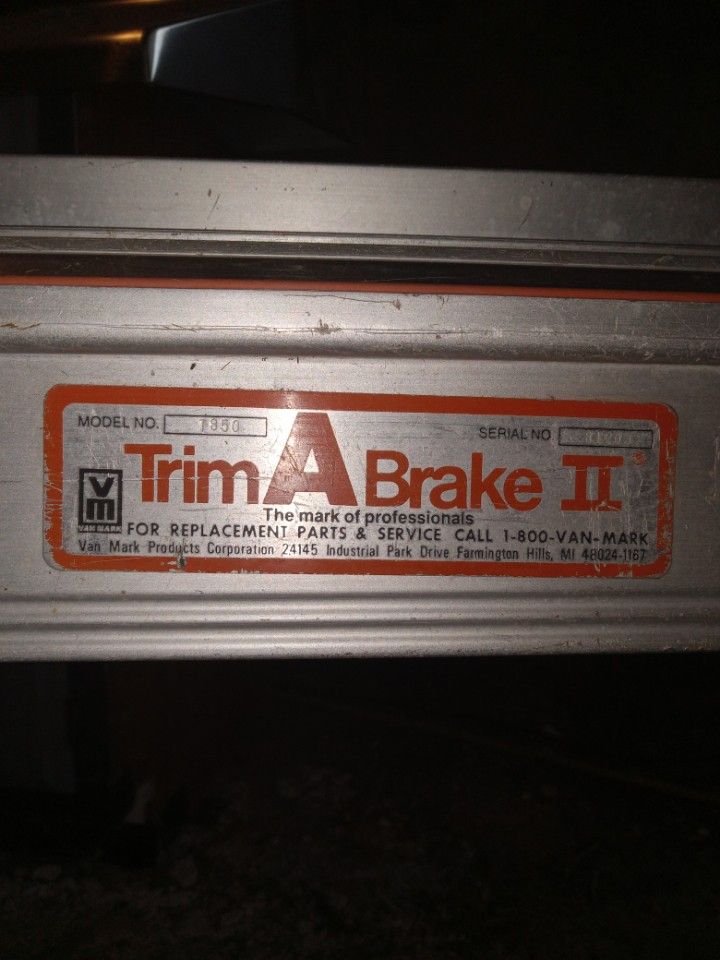 MODEL NO. 1850 SERIAL NO
Trim A Brake II
VM
VAN MARK
The mark of professionals
FOR REPLACEMENT PARTS & SERVICE CALL 1-800-VAN-MARK
Van Mark Products Corporation 24145 Industrial Park Drive Farmington Hills, MI 48024-1167